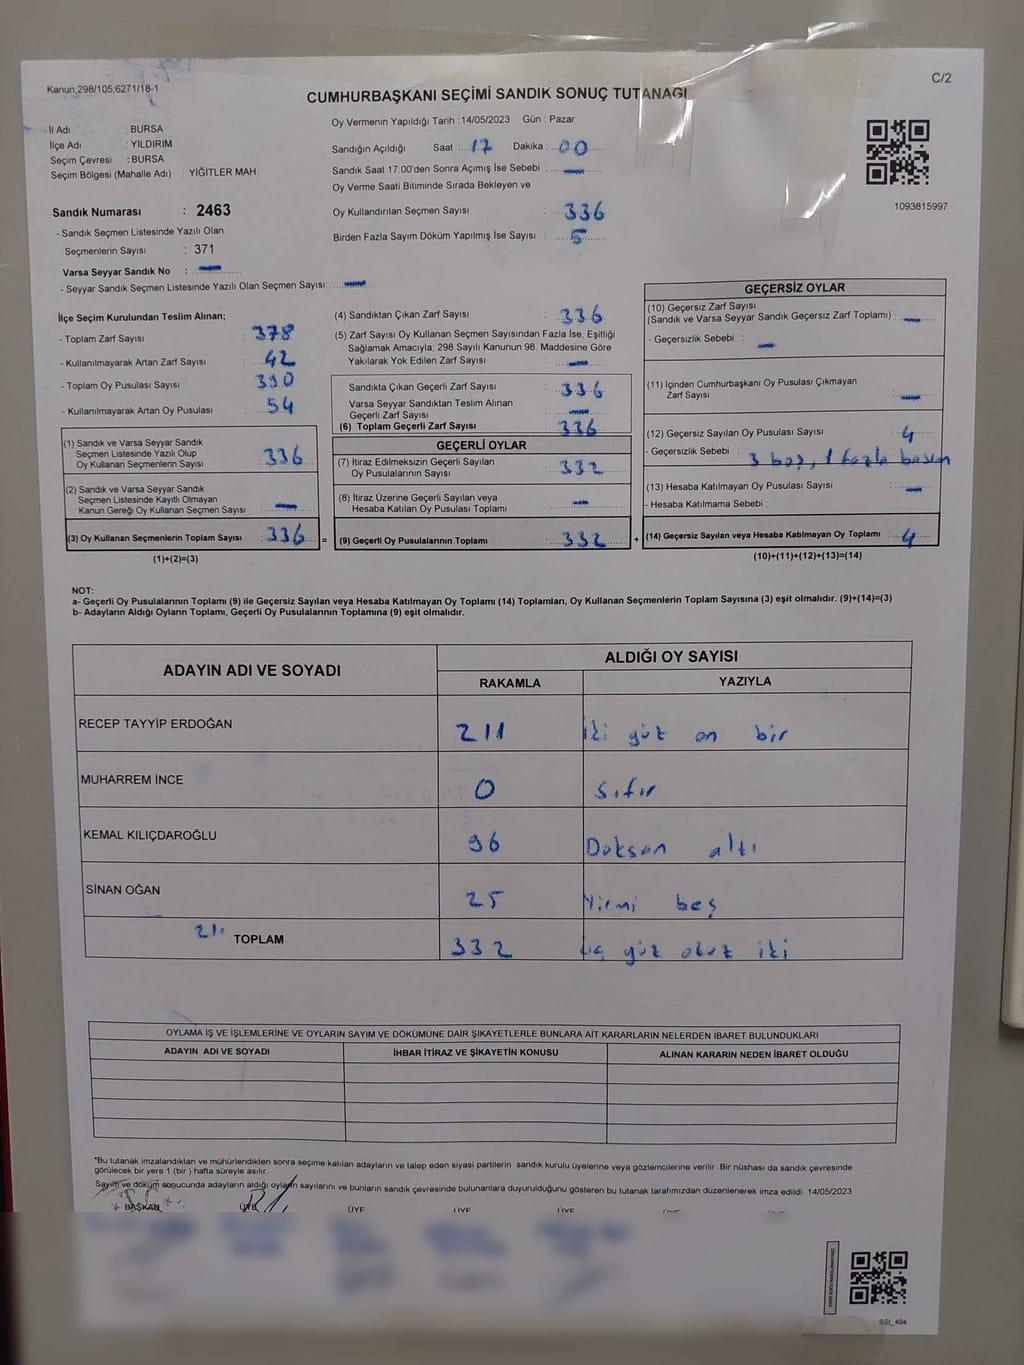 C/2
Kanun;298/105;6271/18-1
CUMHURBAŞKANI SEÇİMİ SANDIK SONUÇ TUTANAĞI
İl Adı : BURSA
İlçe Adı : YILDIRIM
Seçim Çevresi : BURSA
Seçim Bölgesi (Mahalle Adı) : YİĞİTLER MAH.
Oy Vermenin Yapıldığı Tarih : 14/05/2023 Gün : Pazar
Sandığın Açıldığı Saat : 17 Dakika : 00
Sandık Saat 17:00'den Sonra Açılmış İse Sebebi : —
Oy Verme Saati Bitiminde Sırada Bekleyen ve
Oy Kullandırılan Seçmen Sayısı : 336
Birden Fazla Sayım Döküm Yapılmış İse Sayısı : 5
1093815997
Sandık Numarası : 2463
- Sandık Seçmen Listesinde Yazılı Olan
Seçmenlerin Sayısı : 371
Varsa Seyyar Sandık No : —
- Seyyar Sandık Seçmen Listesinde Yazılı Olan Seçmen Sayısı: —
İlçe Seçim Kurulundan Teslim Alınan;
- Toplam Zarf Sayısı : 378
- Kullanılmayarak Artan Zarf Sayısı : 42
- Toplam Oy Pusulası Sayısı : 390
- Kullanılmayarak Artan Oy Pusulası : 54
(1) Sandık ve Varsa Seyyar Sandık
Seçmen Listesinde Yazılı Olup
Oy Kullanan Seçmenlerin Sayısı : 336
(2) Sandık ve Varsa Seyyar Sandık
Seçmen Listesinde Kayıtlı Olmayan
Kanun Gereği Oy Kullanan Seçmen Sayısı : —
(3) Oy Kullanan Seçmenlerin Toplam Sayısı : 336 =
(1)+(2)=(3)
(4) Sandıktan Çıkan Zarf Sayısı : 336
(5) Zarf Sayısı Oy Kullanan Seçmen Sayısından Fazla İse, Eşitliği
Sağlamak Amacıyla; 298 Sayılı Kanunun 98. Maddesine Göre
Yakılarak Yok Edilen Zarf Sayısı : —
Sandıkta Çıkan Geçerli Zarf Sayısı : 336
Varsa Seyyar Sandıktan Teslim Alınan
Geçerli Zarf Sayısı : —
(6) Toplam Geçerli Zarf Sayısı : 336
GEÇERLİ OYLAR
(7) İtiraz Edilmeksizin Geçerli Sayılan
Oy Pusulalarının Sayısı : 332
(8) İtiraz Üzerine Geçerli Sayılan veya
Hesaba Katılan Oy Pusulası Toplamı : —
(9) Geçerli Oy Pusulalarının Toplamı : 332 +
GEÇERSİZ OYLAR
(10) Geçersiz Zarf Sayısı
(Sandık ve Varsa Seyyar Sandık Geçersiz Zarf Toplamı) : —
- Geçersizlik Sebebi : —
(11) İçinden Cumhurbaşkanı Oy Pusulası Çıkmayan
Zarf Sayısı : —
(12) Geçersiz Sayılan Oy Pusulası Sayısı : 4
- Geçersizlik Sebebi : 3 boş, 1 fazla basım
(13) Hesaba Katılmayan Oy Pusulası Sayısı : —
- Hesaba Katılmama Sebebi :
(14) Geçersiz Sayılan veya Hesaba Katılmayan Oy Toplamı : 4
(10)+(11)+(12)+(13)=(14)
NOT:
a- Geçerli Oy Pusulalarının Toplamı (9) ile Geçersiz Sayılan veya Hesaba Katılmayan Oy Toplamı (14) Toplamları, Oy Kullanan Seçmenlerin Toplam Sayısına (3) eşit olmalıdır. (9)+(14)=(3)
b- Adayların Aldığı Oyların Toplamı, Geçerli Oy Pusulalarının Toplamına (9) eşit olmalıdır.
ADAYIN ADI VE SOYADI ALDIĞI OY SAYISI
RAKAMLA YAZIYLA
RECEP TAYYİP ERDOĞAN 211 iki yüz on bir
MUHARREM İNCE 0 sıfır
KEMAL KILIÇDAROĞLU 96 Doksan altı
SİNAN OĞAN 25 Yirmi beş
21. TOPLAM 332 üç yüz otuz iki
OYLAMA İŞ VE İŞLEMLERİNE VE OYLARIN SAYIM VE DÖKÜMÜNE DAİR ŞİKAYETLERLE BUNLARA AİT KARARLARIN NELERDEN İBARET BULUNDUKLARI
ADAYIN ADI VE SOYADI İHBAR İTİRAZ VE ŞİKAYETİN KONUSU ALINAN KARARIN NEDEN İBARET OLDUĞU
*Bu tutanak imzalandıktan ve mühürlendikten sonra seçime katılan adayların ve talep eden siyasi partilerin sandık kurulu üyelerine veya gözlemcilerine verilir .Bir nüshası da sandık çevresinde
görülecek bir yere 1 (bir ) hafta süreyle asılır.
Sayım ve döküm sonucunda adayların aldığı oyların sayılarını ve bunların sandık çevresinde bulunanlara duyurulduğunu gösteren bu tutanak tarafımızdan düzenlenerek imza edildi 14/05/2023
BAŞKAN ÜYE ÜYE ÜYE ÜYE
SSI_404